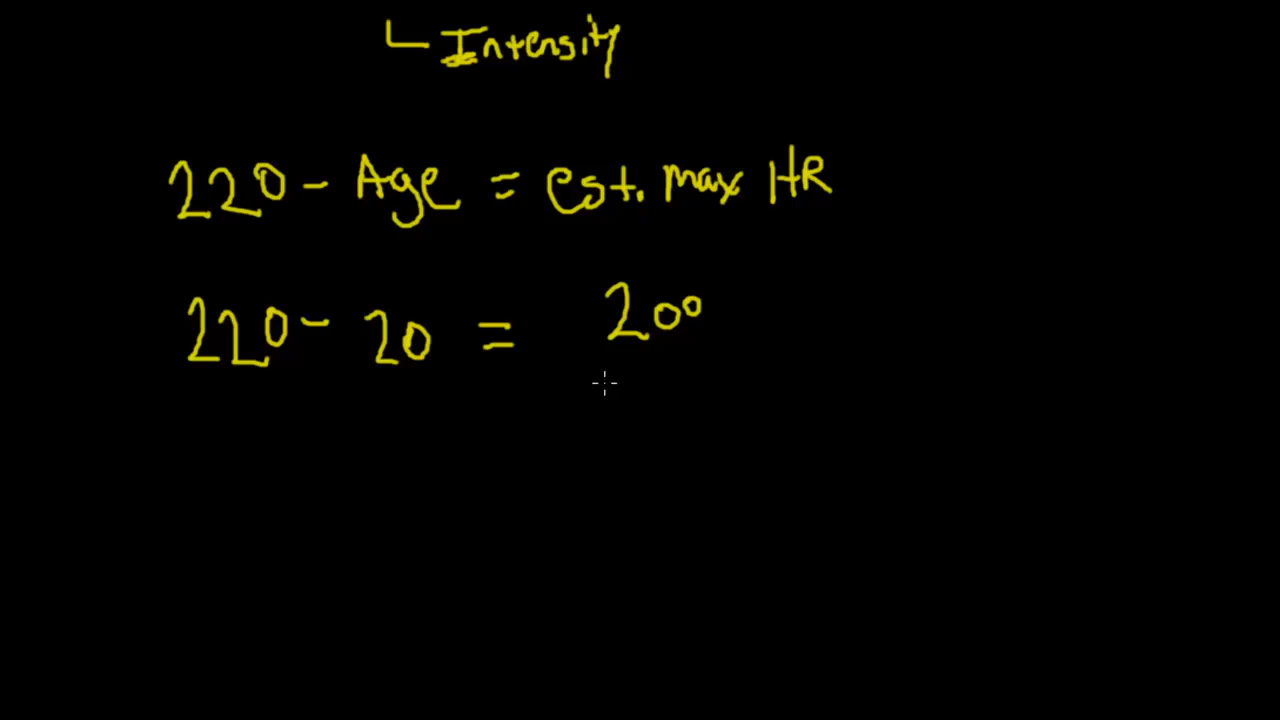 Intensity
220 - Age = est. max HR
220 - 20 = 200